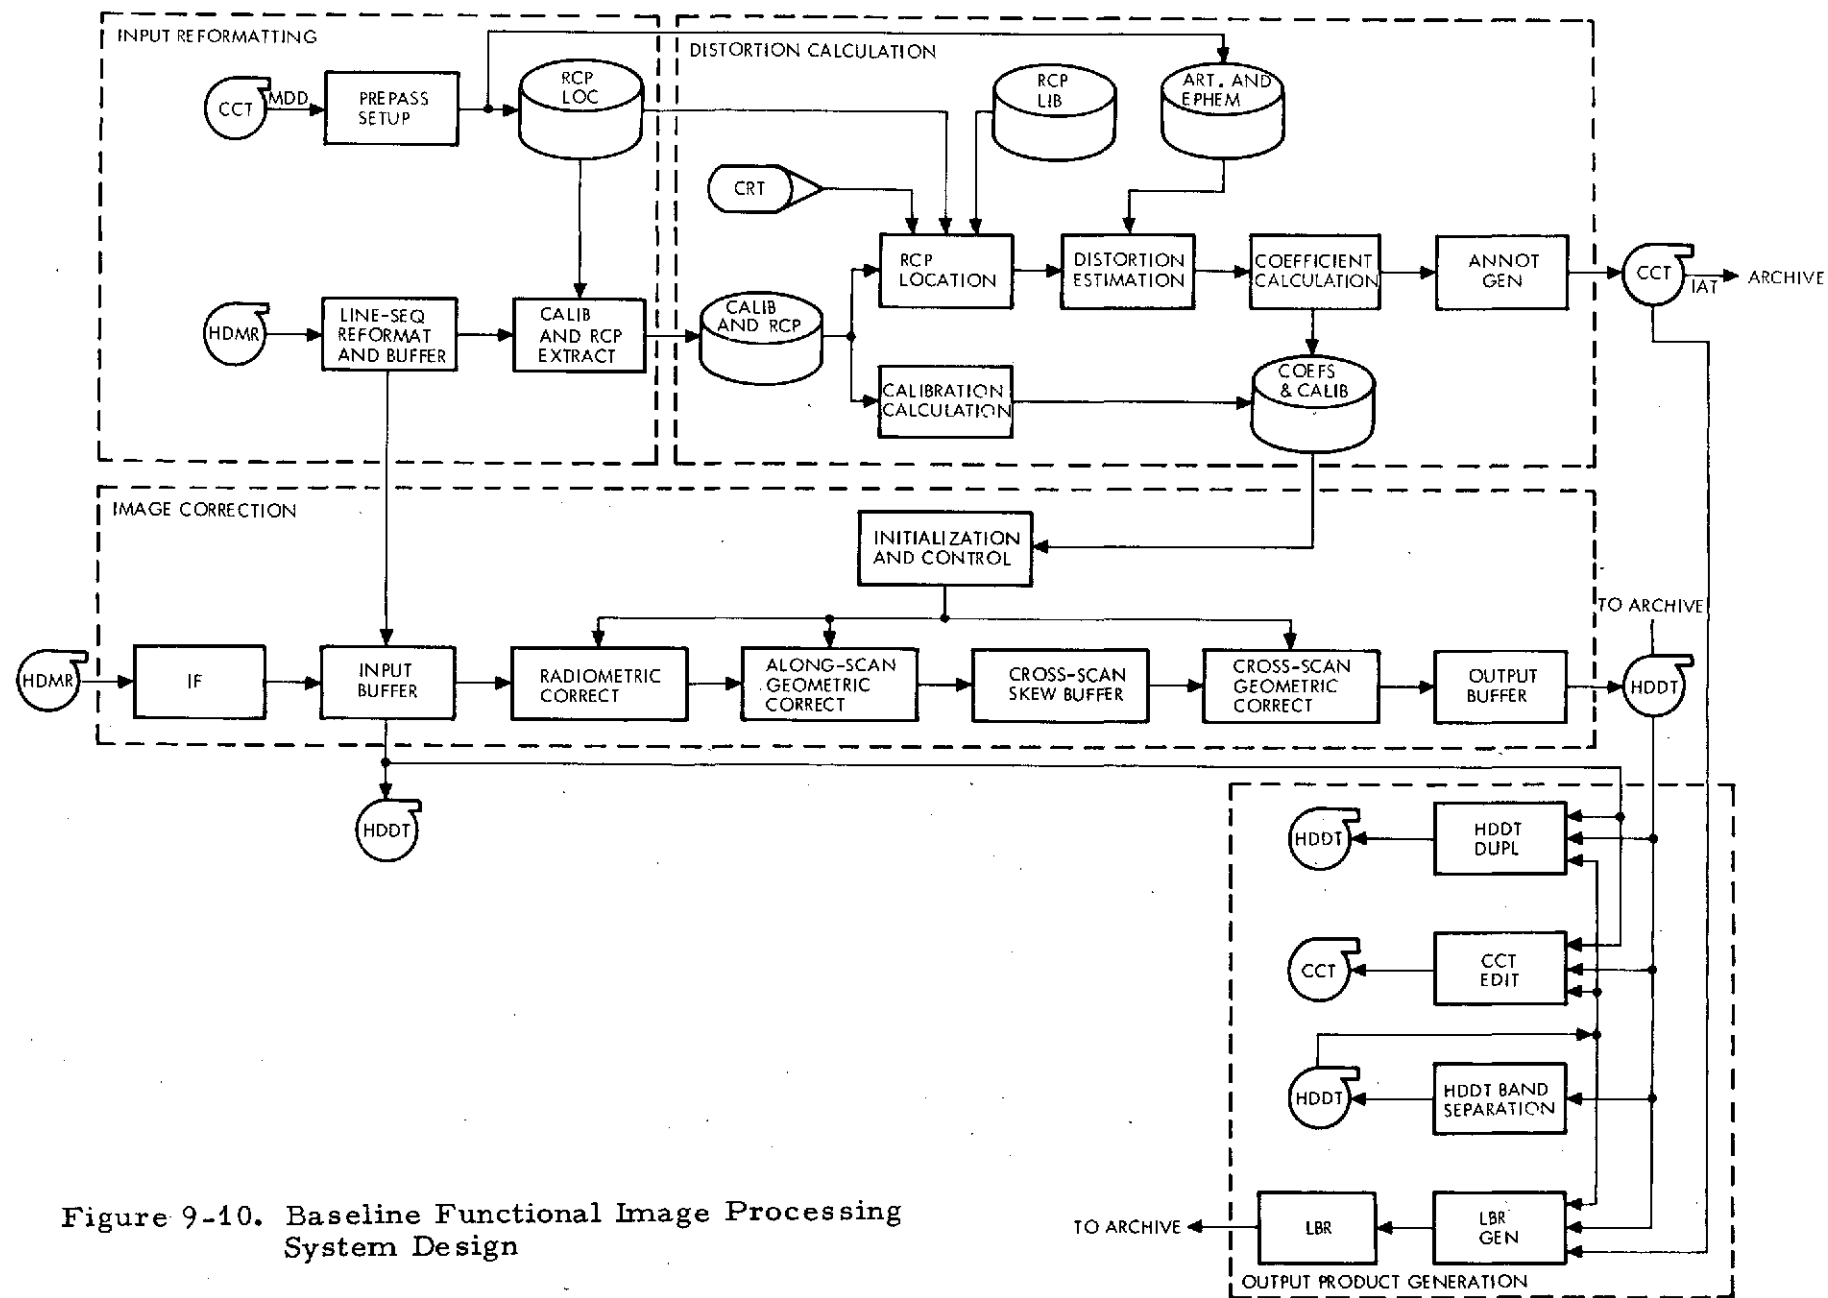 INPUT REFORMATTING
CCT
MDD
PREPASS
SETUP
RCP
LOC
HDMR
LINE-SEQ
REFORMAT
AND BUFFER
CALIB
AND RCP
EXTRACT
DISTORTION CALCULATION
RCP
LIB
ART. AND
EPHEM
CRT
RCP
LOCATION
DISTORTION
ESTIMATION
COEFFICIENT
CALCULATION
ANNOT
GEN
CCT
IAT
ARCHIVE
CALIB
AND RCP
CALIBRATION
CALCULATION
COEFS
& CALIB
IMAGE CORRECTION
INITIALIZATION
AND CONTROL
TO ARCHIVE
HDMR
IF
INPUT
BUFFER
RADIOMETRIC
CORRECT
ALONG-SCAN
GEOMETRIC
CORRECT
CROSS-SCAN
SKEW BUFFER
CROSS-SCAN
GEOMETRIC
CORRECT
OUTPUT
BUFFER
HDDT
HDDT
HDDT
HDDT
DUPL
CCT
CCT
EDIT
HDDT
HDDT BAND
SEPARATION
TO ARCHIVE
LBR
LBR
GEN
OUTPUT PRODUCT GENERATION
Figure 9-10. Baseline Functional Image Processing
System Design